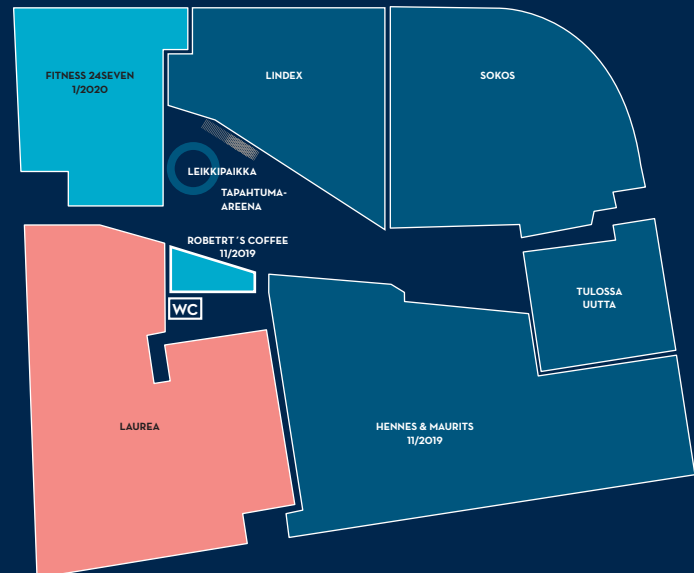 FITNESS 24SEVEN
1/2020
LINDEX
SOKOS
LEIKKIPAIKKA
TAPAHTUMA-
AREENA
ROBETRT´S COFFEE
11/2019
WC
TULOSSA
UUTTA
LAUREA
HENNES & MAURITS
11/2019